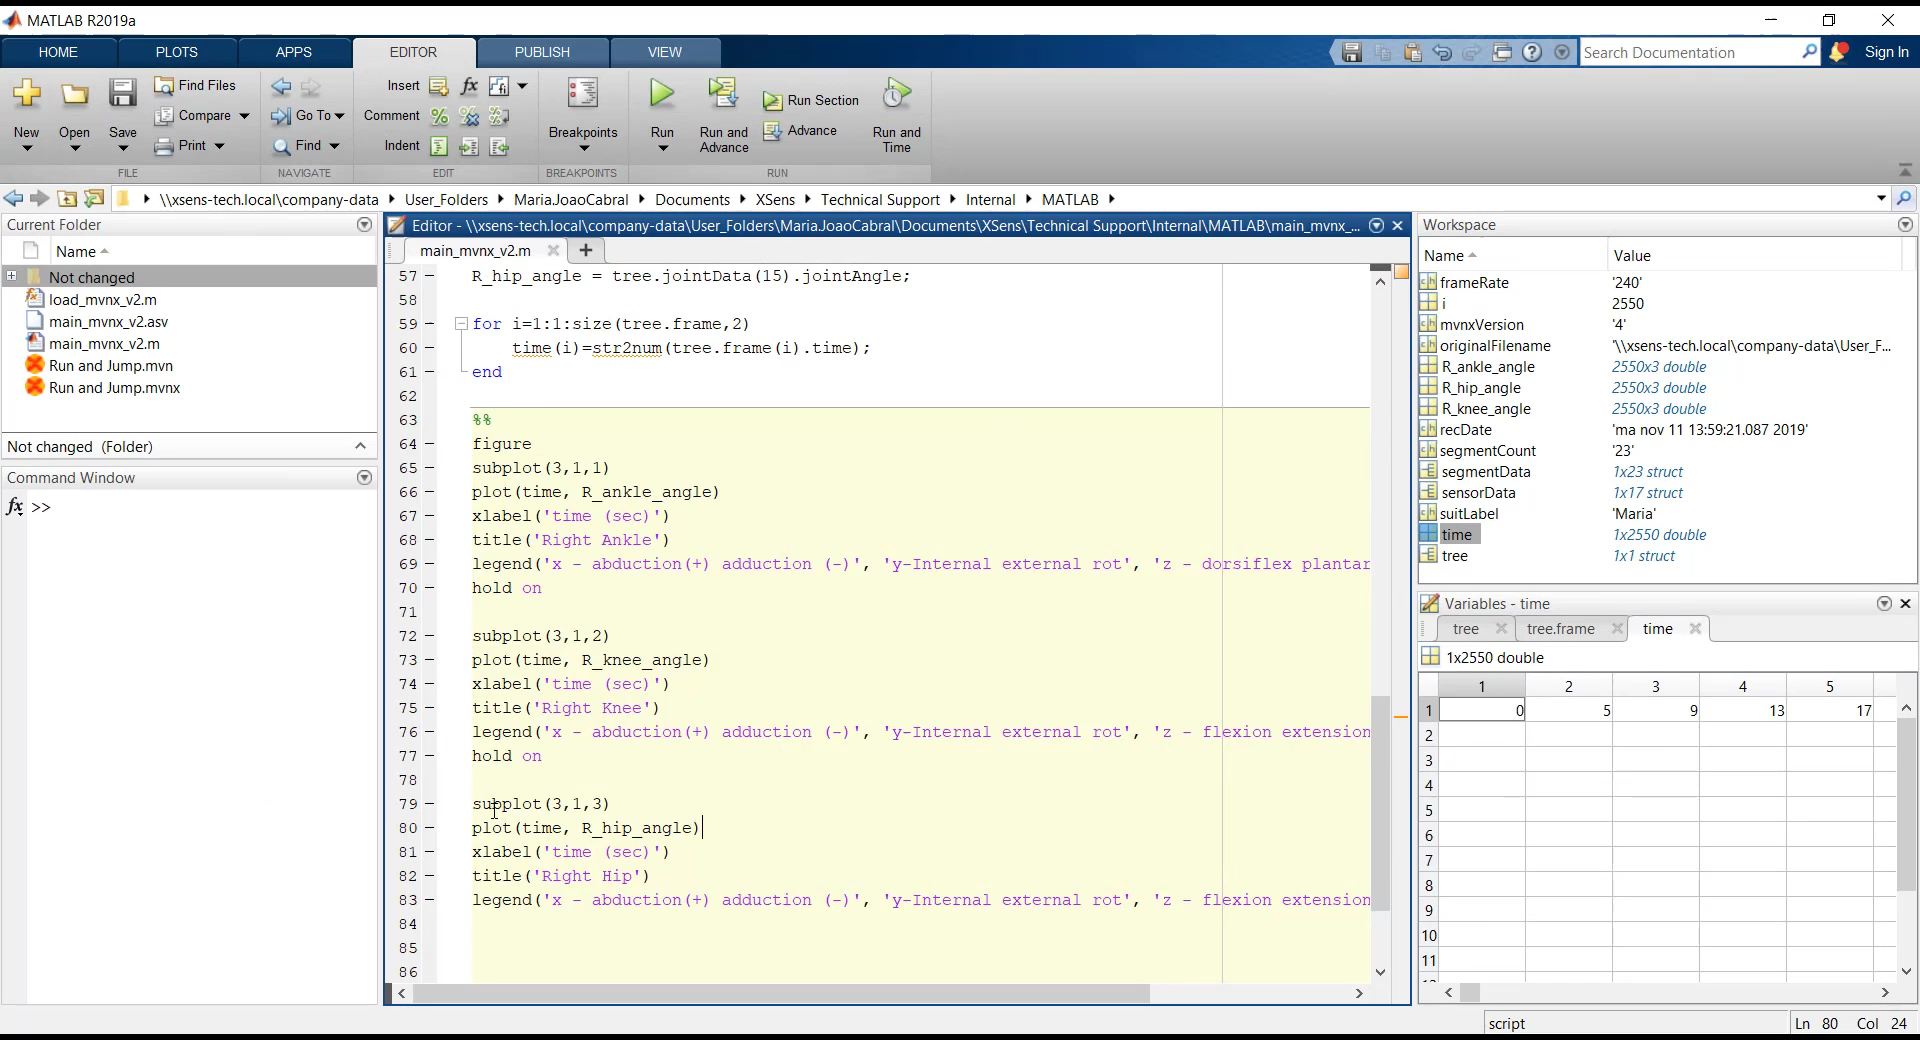 MATLAB R2019a
HOME PLOTS APPS EDITOR PUBLISH VIEW
Search Documentation Sign In
New Open Save Find Files Compare Print
Go To Find
Insert fx Comment Indent
Breakpoints Run Run and Advance Run Section Advance Run and Time
FILE NAVIGATE EDIT BREAKPOINTS RUN
\\xsens-tech.local\company-data User_Folders Maria.JoaoCabral Documents XSens Technical Support Internal MATLAB
Current Folder
Name
Not changed
load_mvnx_v2.m
main_mvnx_v2.asv
main_mvnx_v2.m
Run and Jump.mvn
Run and Jump.mvnx
Not changed (Folder)
Command Window
fx >>
Editor - \\xsens-tech.local\company-data\User_Folders\Maria.JoaoCabral\Documents\XSens\Technical Support\Internal\MATLAB\main_mvnx_...
main_mvnx_v2.m
57 – R_hip_angle = tree.jointData(15).jointAngle;
58
59 – for i=1:1:size(tree.frame,2)
60 – time(i)=str2num(tree.frame(i).time);
61 – end
62
63 – %%
64 – figure
65 – subplot(3,1,1)
66 – plot(time, R_ankle_angle)
67 – xlabel('time (sec)')
68 – title('Right Ankle')
69 – legend('x - abduction(+) adduction (-)', 'y-Internal external rot', 'z - dorsiflex plantar
70 – hold on
71
72 – subplot(3,1,2)
73 – plot(time, R_knee_angle)
74 – xlabel('time (sec)')
75 – title('Right Knee')
76 – legend('x - abduction(+) adduction (-)', 'y-Internal external rot', 'z - flexion extension
77 – hold on
78
79 – subplot(3,1,3)
80 – plot(time, R_hip_angle)
81 – xlabel('time (sec)')
82 – title('Right Hip')
83 – legend('x - abduction(+) adduction (-)', 'y-Internal external rot', 'z - flexion extension
84
85
86
Workspace
Name Value
frameRate '240'
i 2550
mvnxVersion '4'
originalFilename '\\xsens-tech.local\company-data\User_F...
R_ankle_angle 2550x3 double
R_hip_angle 2550x3 double
R_knee_angle 2550x3 double
recDate 'ma nov 11 13:59:21.087 2019'
segmentCount '23'
segmentData 1x23 struct
sensorData 1x17 struct
suitLabel 'Maria'
time 1x2550 double
tree 1x1 struct
Variables - time
tree tree.frame time
1x2550 double
1 2 3 4 5
1 0 5 9 13 17
2
3
4
5
6
7
8
9
10
11
script Ln 80 Col 24